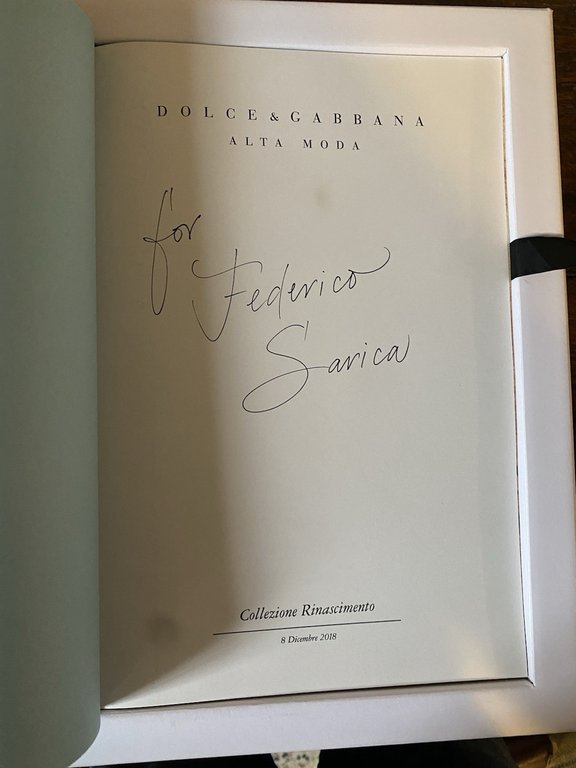 DOLCE & GABBANA
ALTA MODA
for
Federico
Sarica
Collezione Rinascimento
8 Dicembre 2018